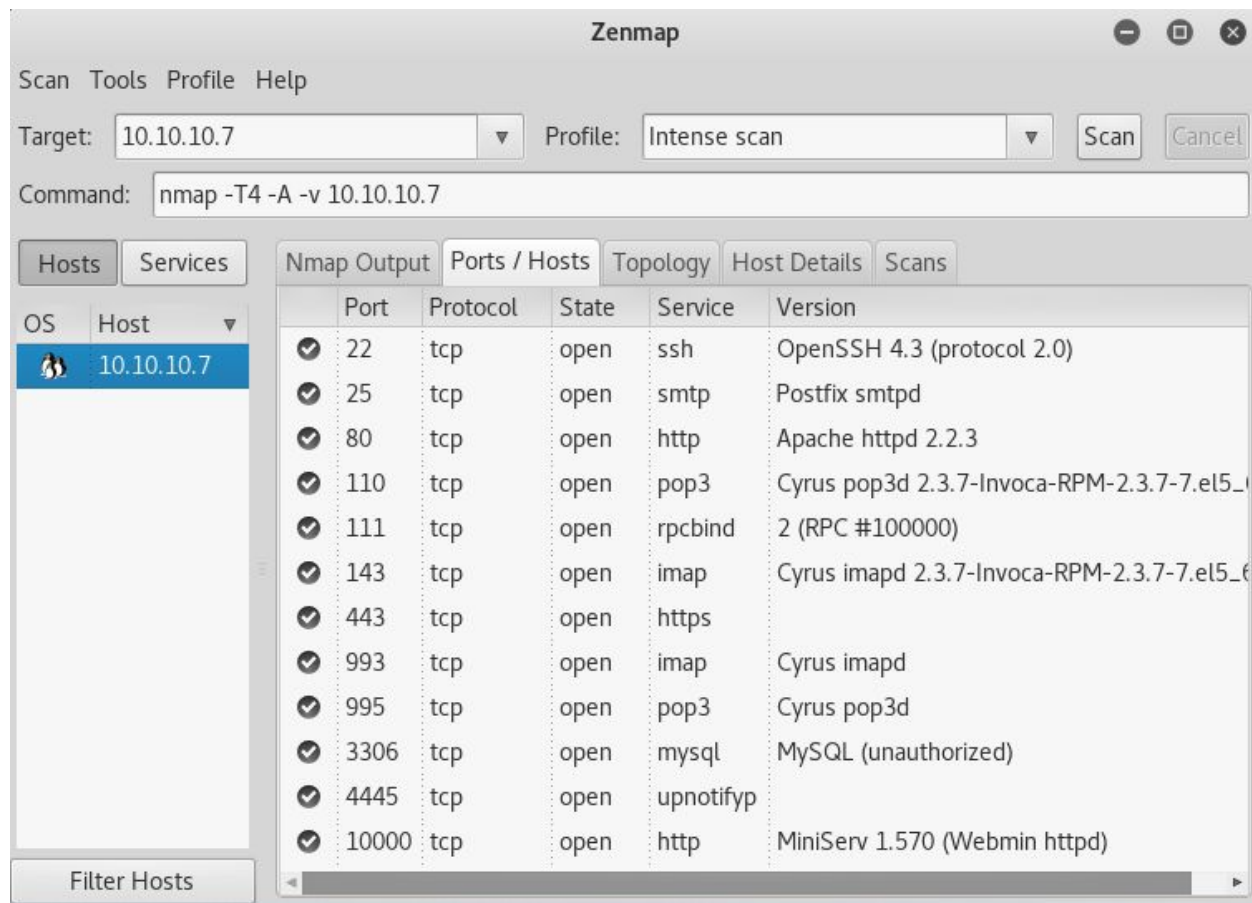 Zenmap
Scan Tools Profile Help
Target: 10.10.10.7 Profile: Intense scan Scan Cancel
Command: nmap -T4 -A -v 10.10.10.7
Hosts Services Nmap Output Ports / Hosts Topology Host Details Scans
OS Host Port Protocol State Service Version
10.10.10.7
22 tcp open ssh OpenSSH 4.3 (protocol 2.0)
25 tcp open smtp Postfix smtpd
80 tcp open http Apache httpd 2.2.3
110 tcp open pop3 Cyrus pop3d 2.3.7-Invoca-RPM-2.3.7-7.el5_
111 tcp open rpcbind 2 (RPC #100000)
143 tcp open imap Cyrus imapd 2.3.7-Invoca-RPM-2.3.7-7.el5_6
443 tcp open https
993 tcp open imap Cyrus imapd
995 tcp open pop3 Cyrus pop3d
3306 tcp open mysql MySQL (unauthorized)
4445 tcp open upnotifyp
10000 tcp open http MiniServ 1.570 (Webmin httpd)
Filter Hosts